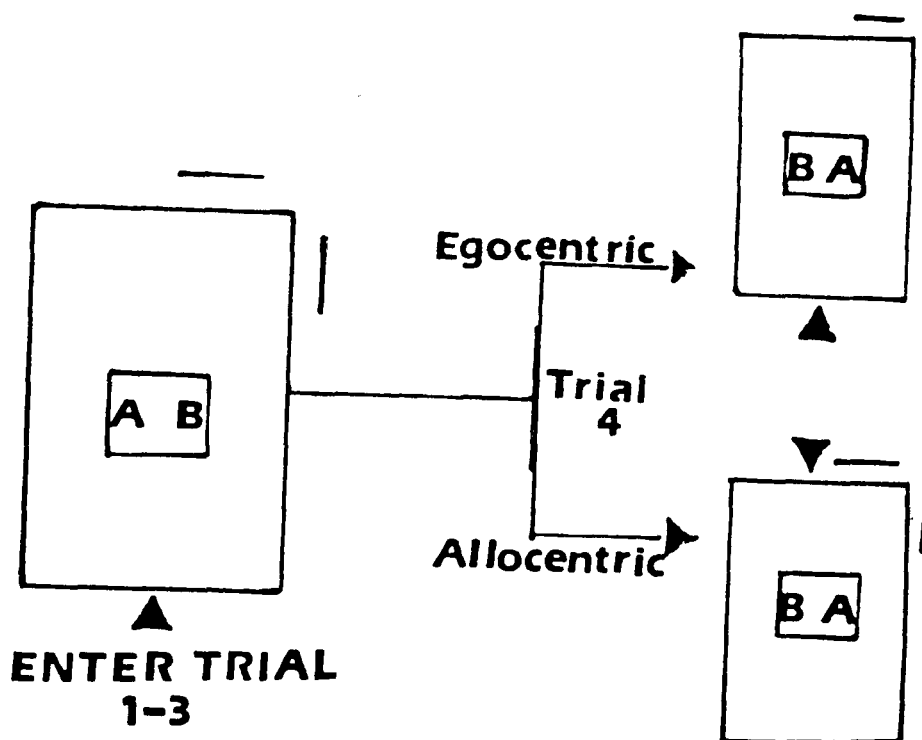 A B
ENTER TRIAL
1-3
Egocentric
Trial
4
Allocentric
B A
B A